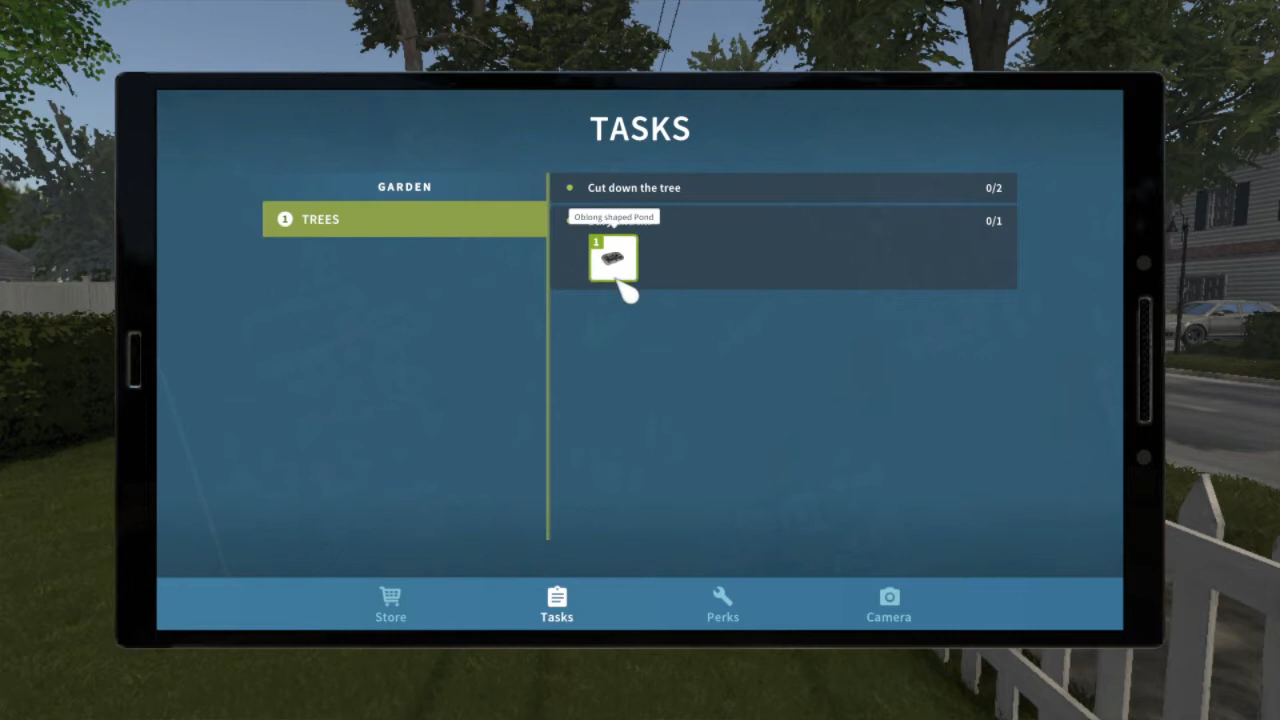 TASKS
GARDEN
1 TREES
Cut down the tree 0/2
Oblong shaped Pond
0/1
1
Store
Tasks
Perks
Camera